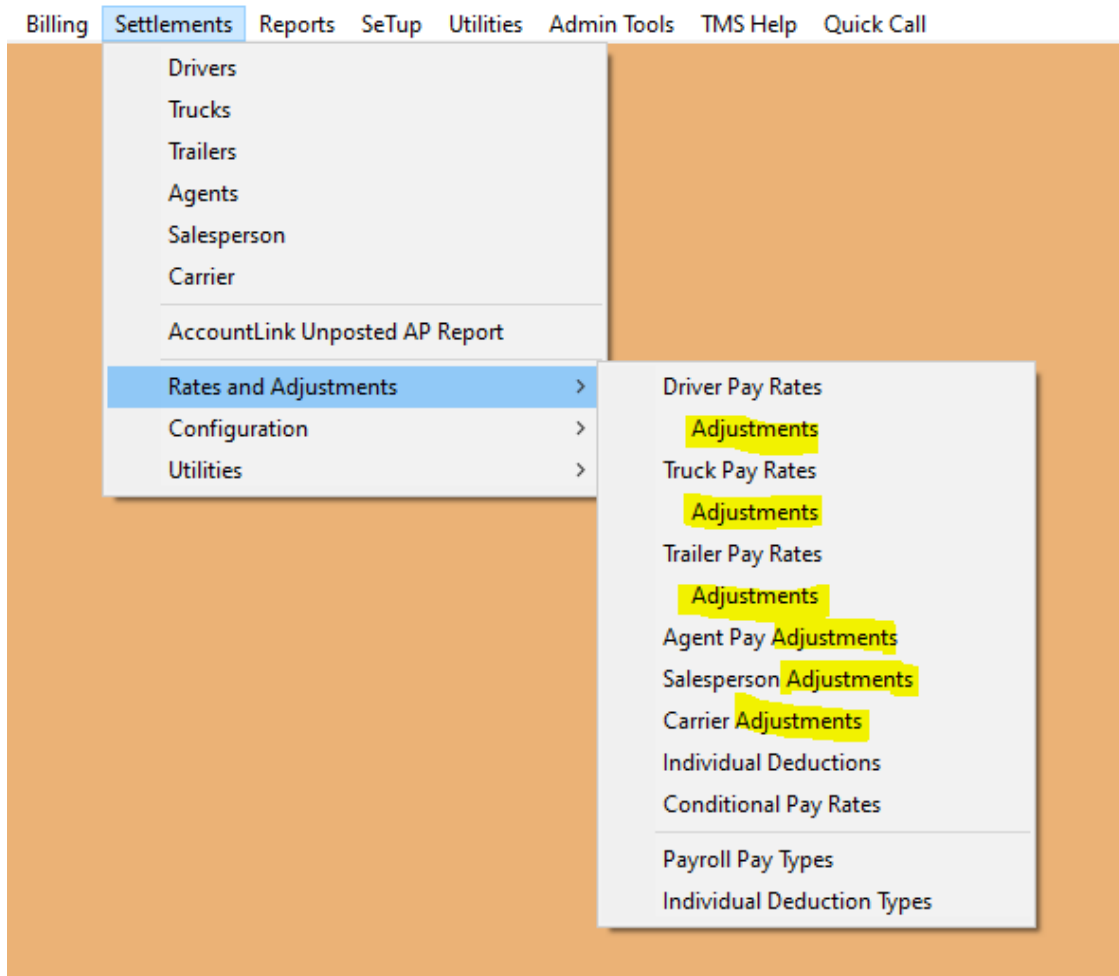 Billing Settlements Reports SeTup Utilities Admin Tools TMS Help Quick Call
Drivers
Trucks
Trailers
Agents
Salesperson
Carrier
AccountLink Unposted AP Report
Rates and Adjustments >
Configuration >
Utilities >
Driver Pay Rates
Adjustments
Truck Pay Rates
Adjustments
Trailer Pay Rates
Adjustments
Agent Pay Adjustments
Salesperson Adjustments
Carrier Adjustments
Individual Deductions
Conditional Pay Rates
Payroll Pay Types
Individual Deduction Types